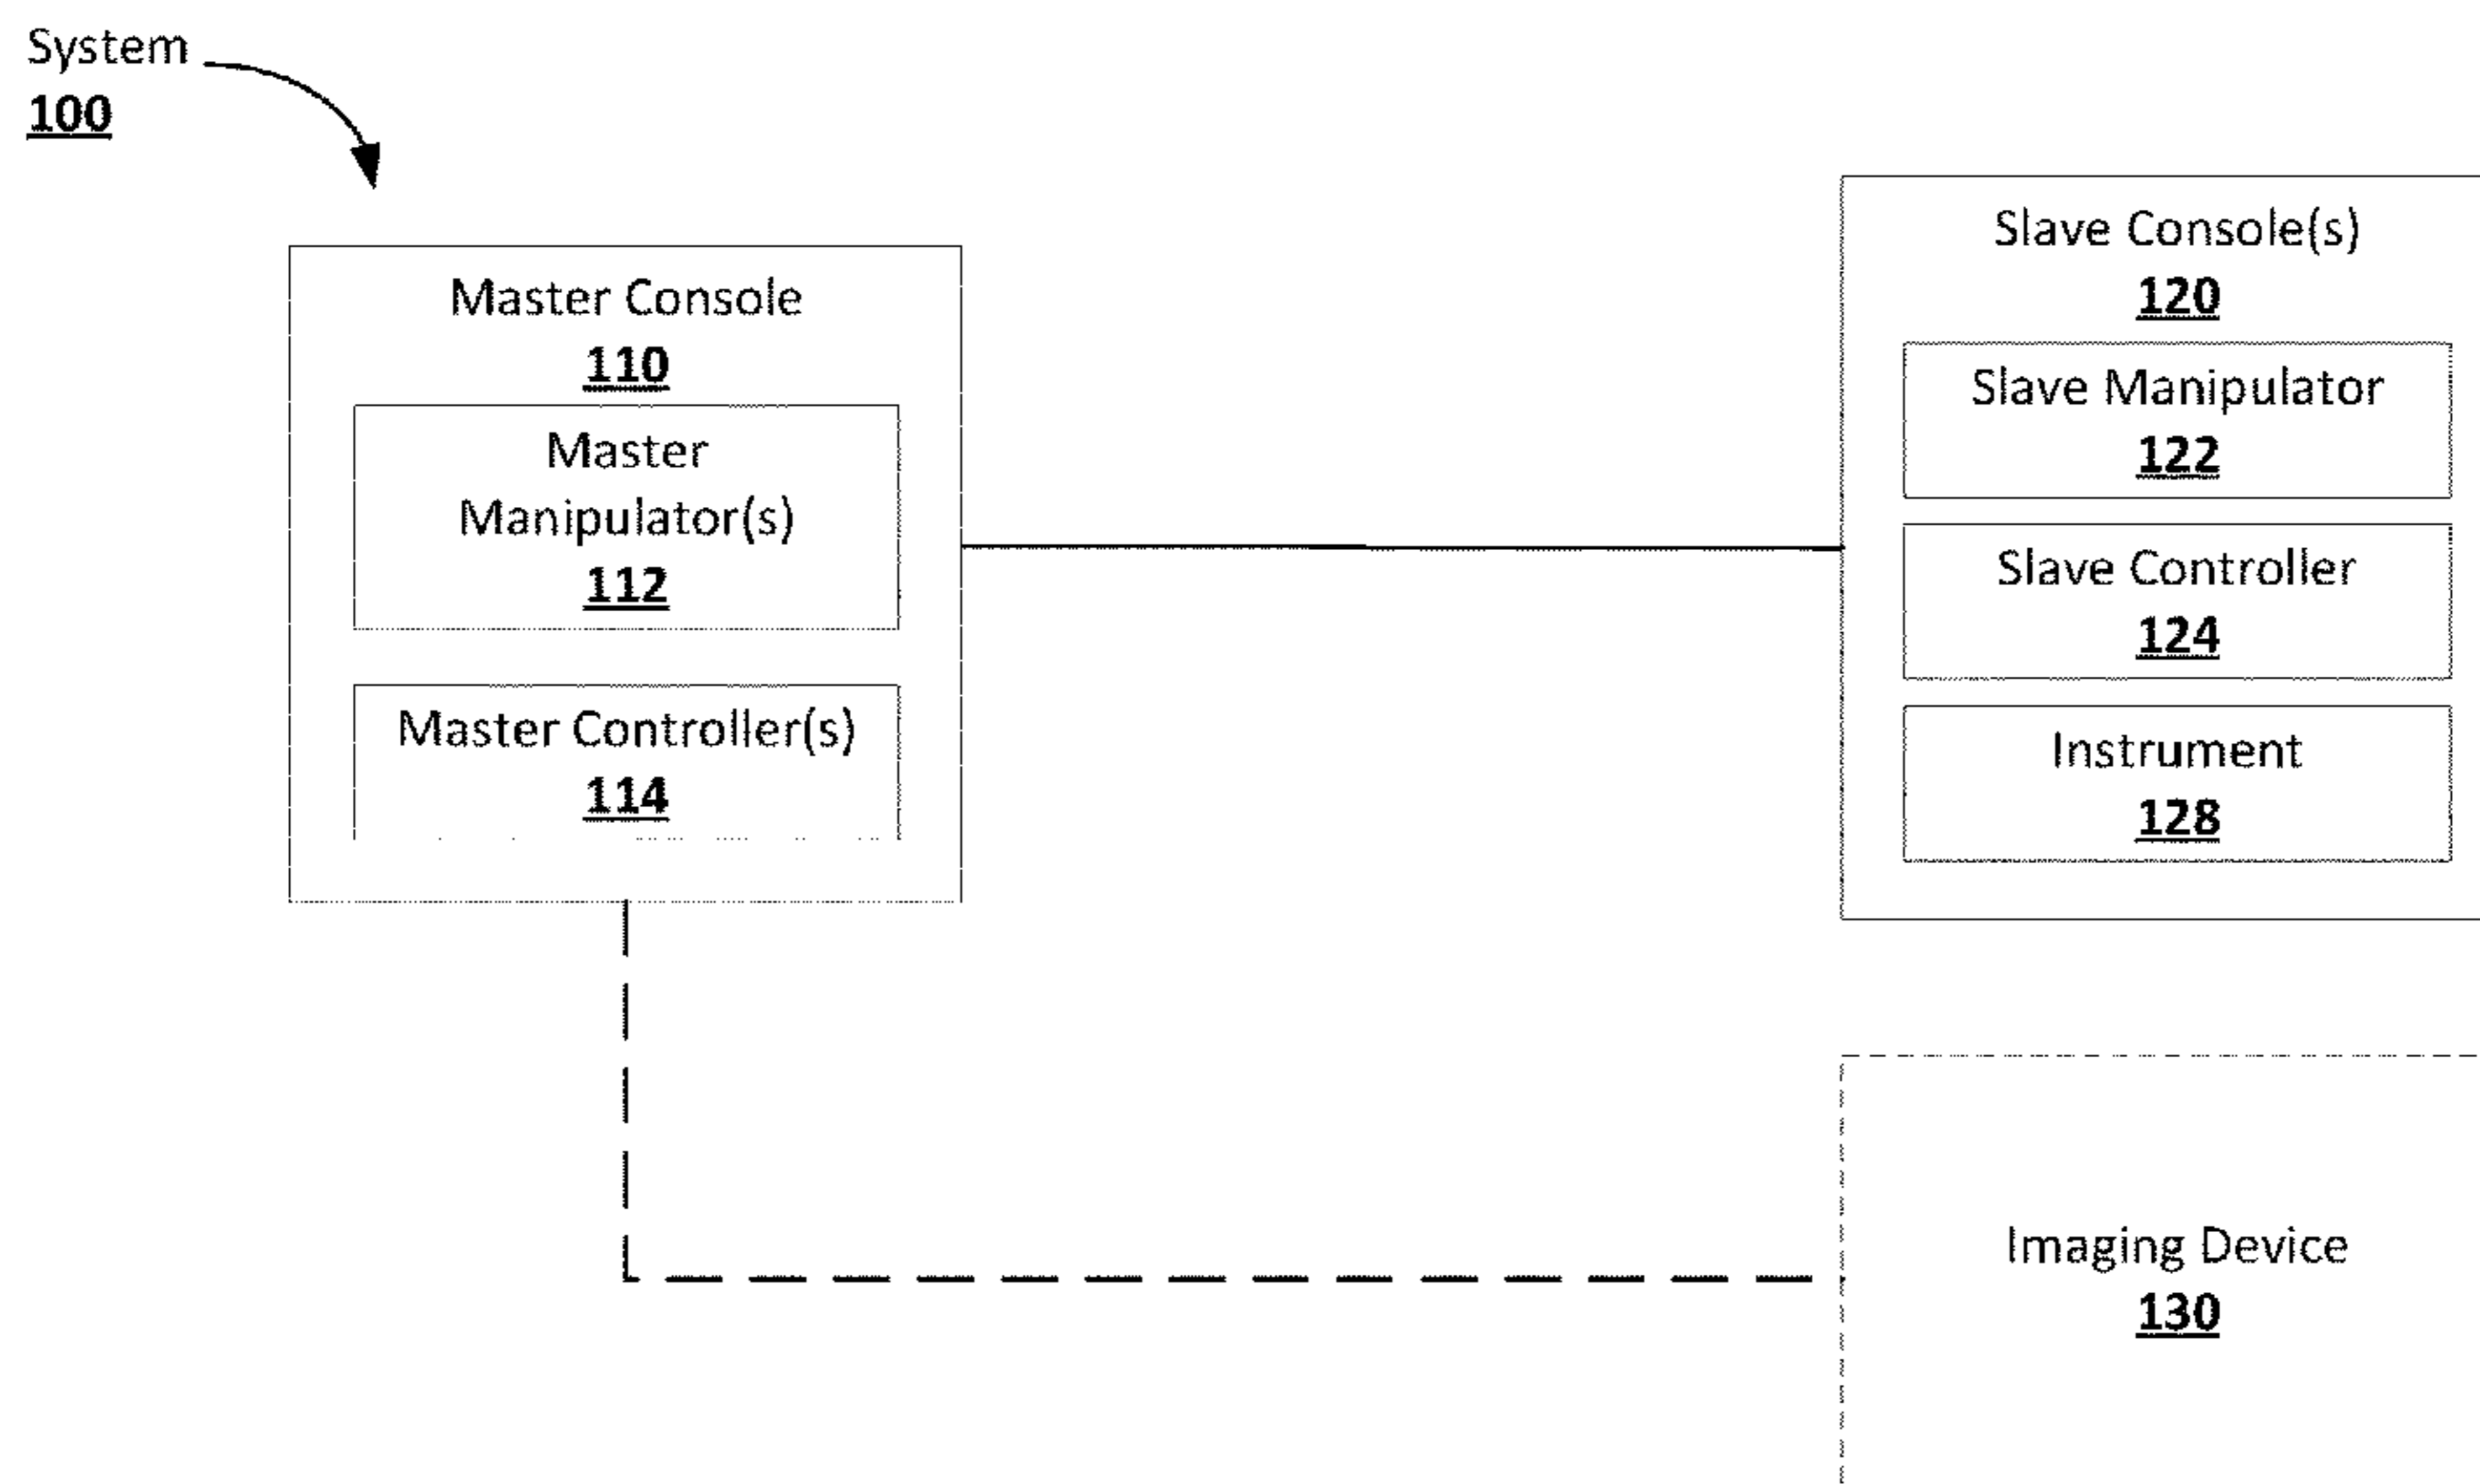 System
100
Master Console
110
Master
Manipulator(s)
112
Master Controller(s)
114
Slave Console(s)
120
Slave Manipulator
122
Slave Controller
124
Instrument
128
Imaging Device
130